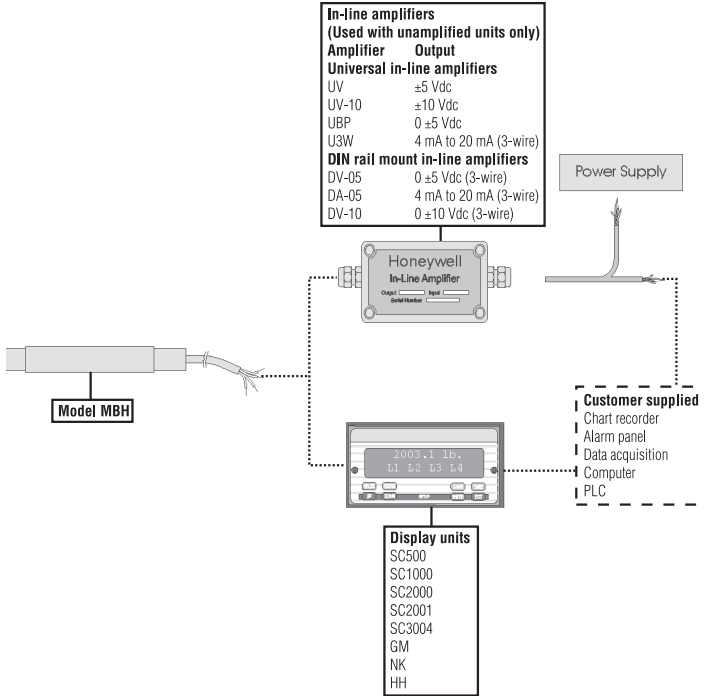 In-line amplifiers
(Used with unamplified units only)
Amplifier Output
Universal in-line amplifiers
UV ±5 Vdc
UV-10 ±10 Vdc
UBP 0 ±5 Vdc
U3W 4 mA to 20 mA (3-wire)
DIN rail mount in-line amplifiers
DV-05 0 ±5 Vdc (3-wire)
DA-05 4 mA to 20 mA (3-wire)
DV-10 0 ±10 Vdc (3-wire)
Power Supply
Honeywell
In-Line Amplifier
Output Input
Serial Number
Model MBH
Customer supplied
Chart recorder
Alarm panel
Data acquisition
Computer
PLC
2003.1 lb.
L1 L2 L3 L4
UP DOWN SETUP ENTER EXIT
Display units
SC500
SC1000
SC2000
SC2001
SC3004
GM
NK
HH